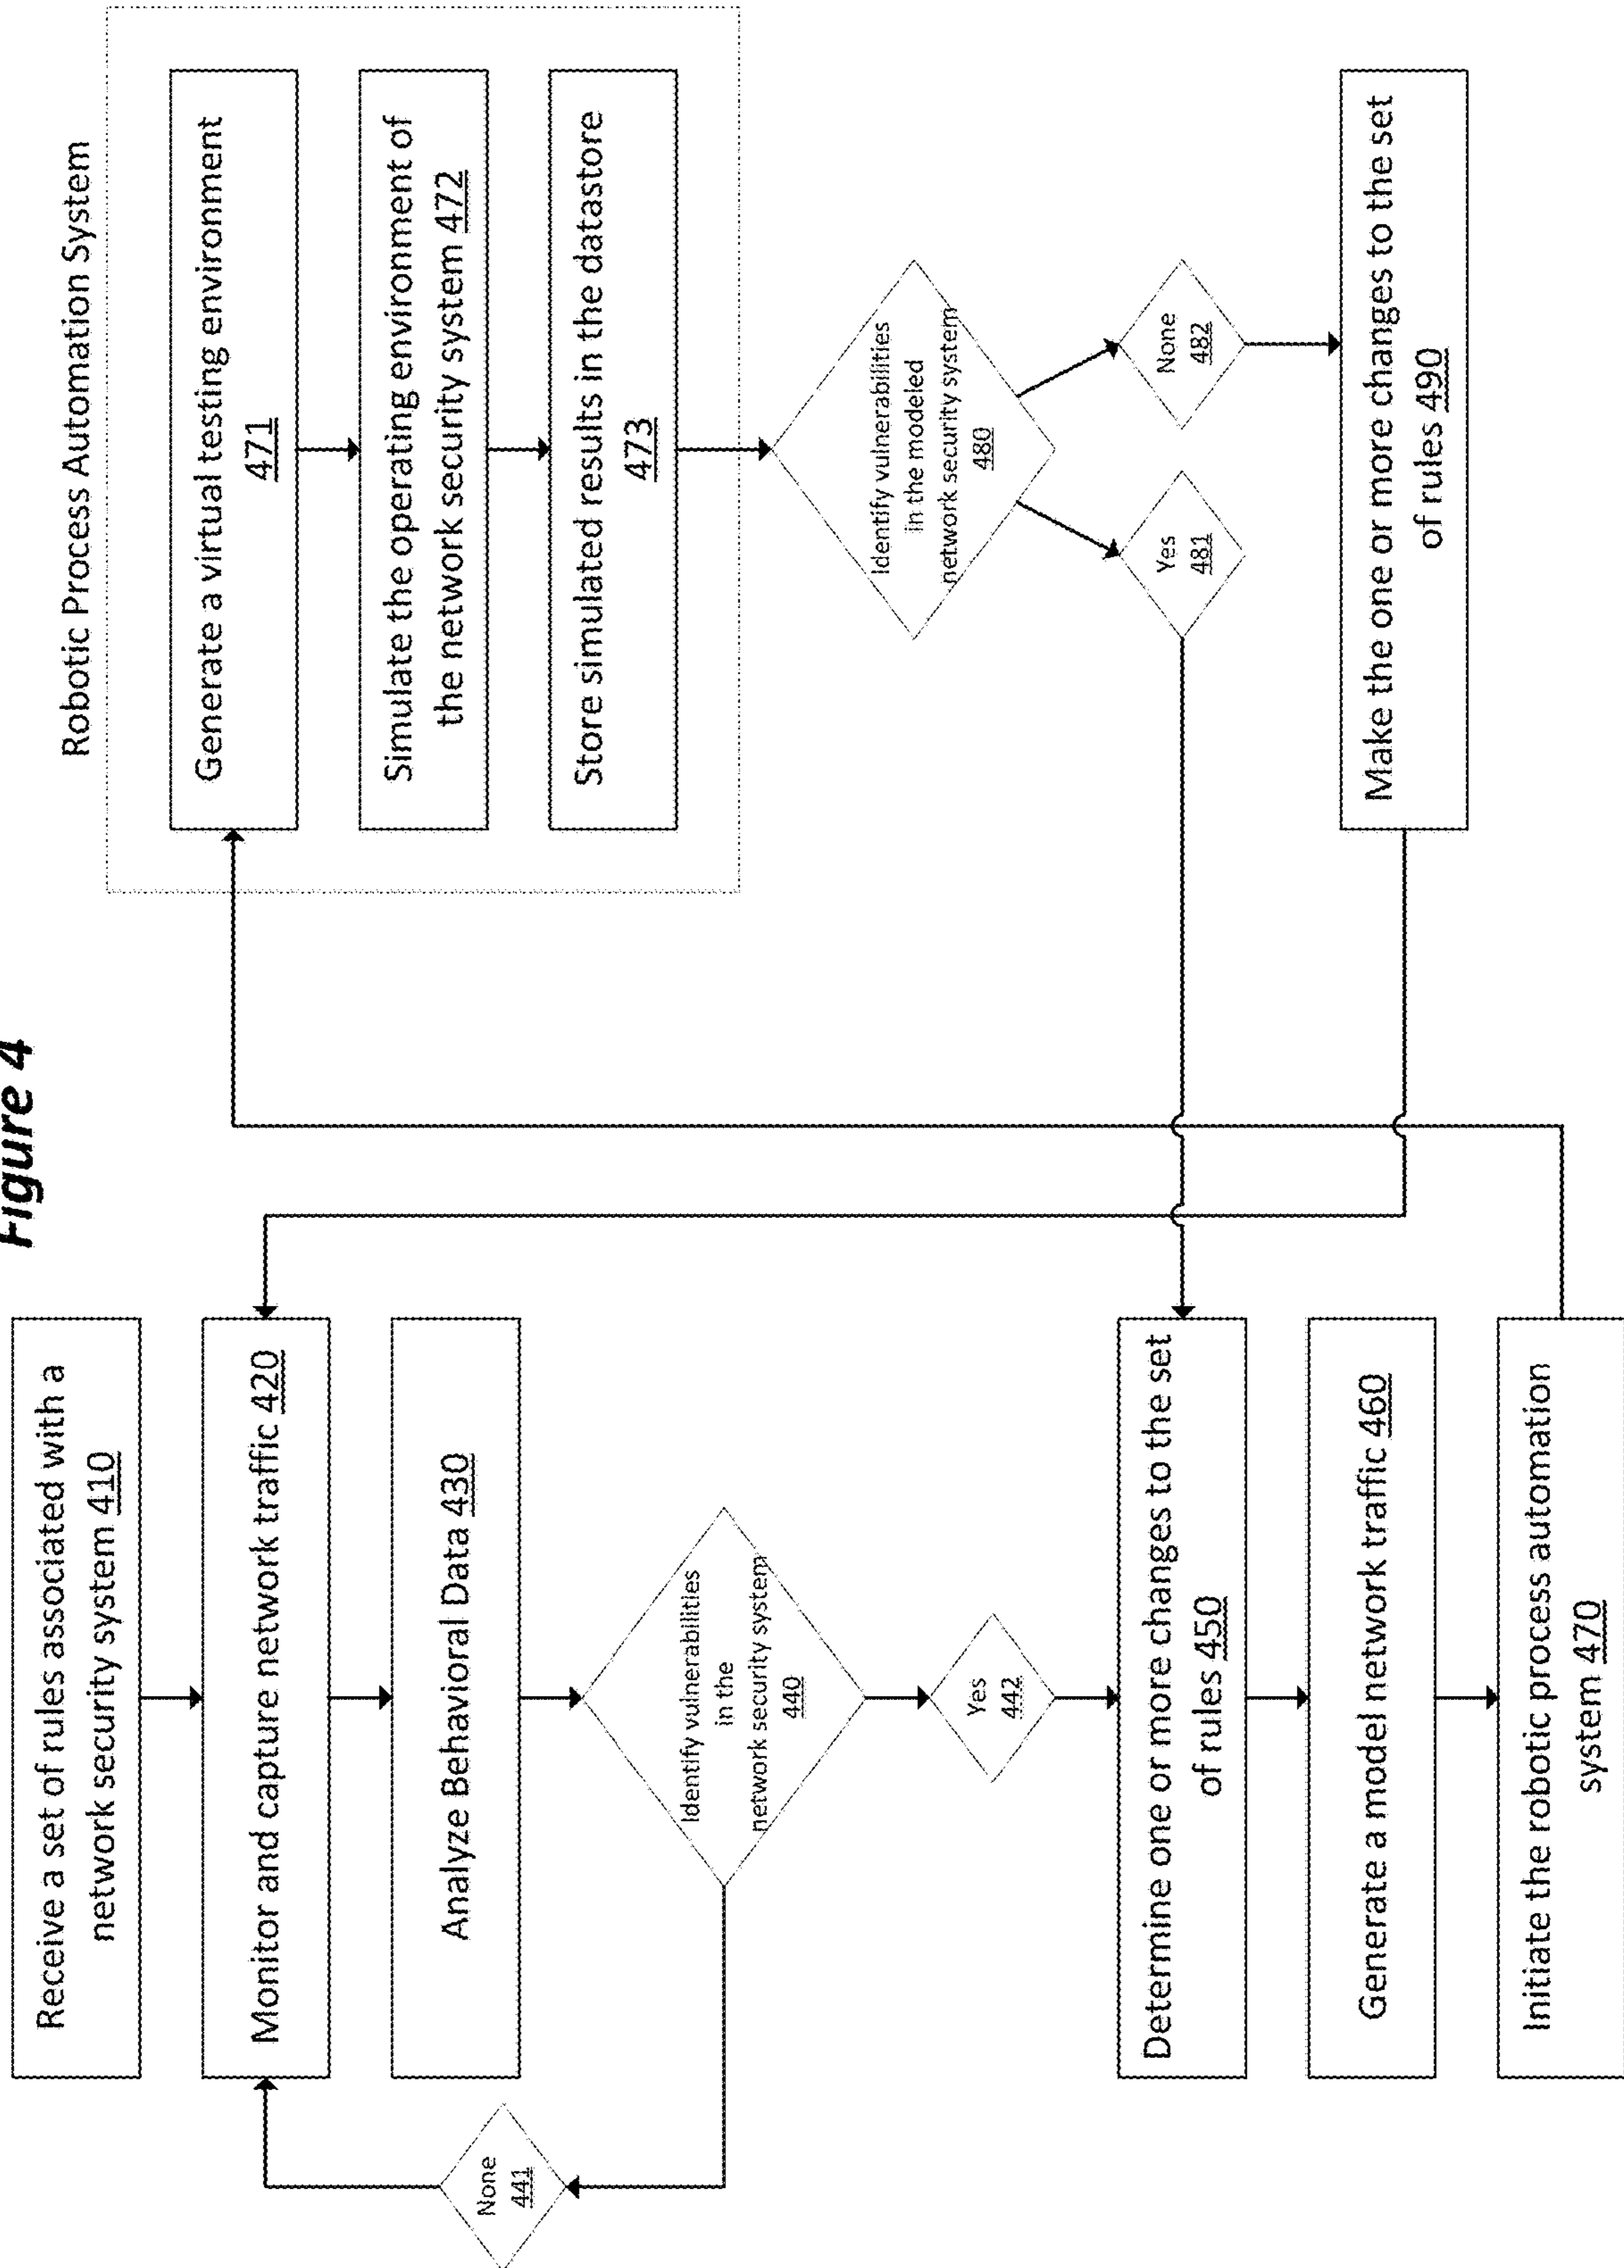 Figure 4
Receive a set of rules associated with a
network security system 410
Monitor and capture network traffic 420
Analyze Behavioral Data 430
Identify vulnerabilities
in the
network security system
440
None
441
Yes
442
Determine one or more changes to the set
of rules 450
Generate a model network traffic 460
Initiate the robotic process automation
system 470
Robotic Process Automation System
Generate a virtual testing environment
471
Simulate the operating environment of
the network security system 472
Store simulated results in the datastore
473
Identify vulnerabilities
in the modeled
network security system
480
Yes
481
None
482
Make the one or more changes to the set
of rules 490